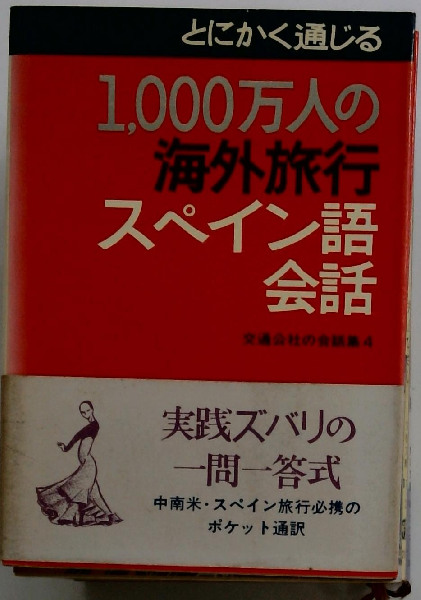 とにかく通じる
1,000万人の
海外旅行
スペイン語
会話
交通公社の会話集4
実践ズバリの
一問一答式
中南米・スペイン旅行必携の
ポケット通訳